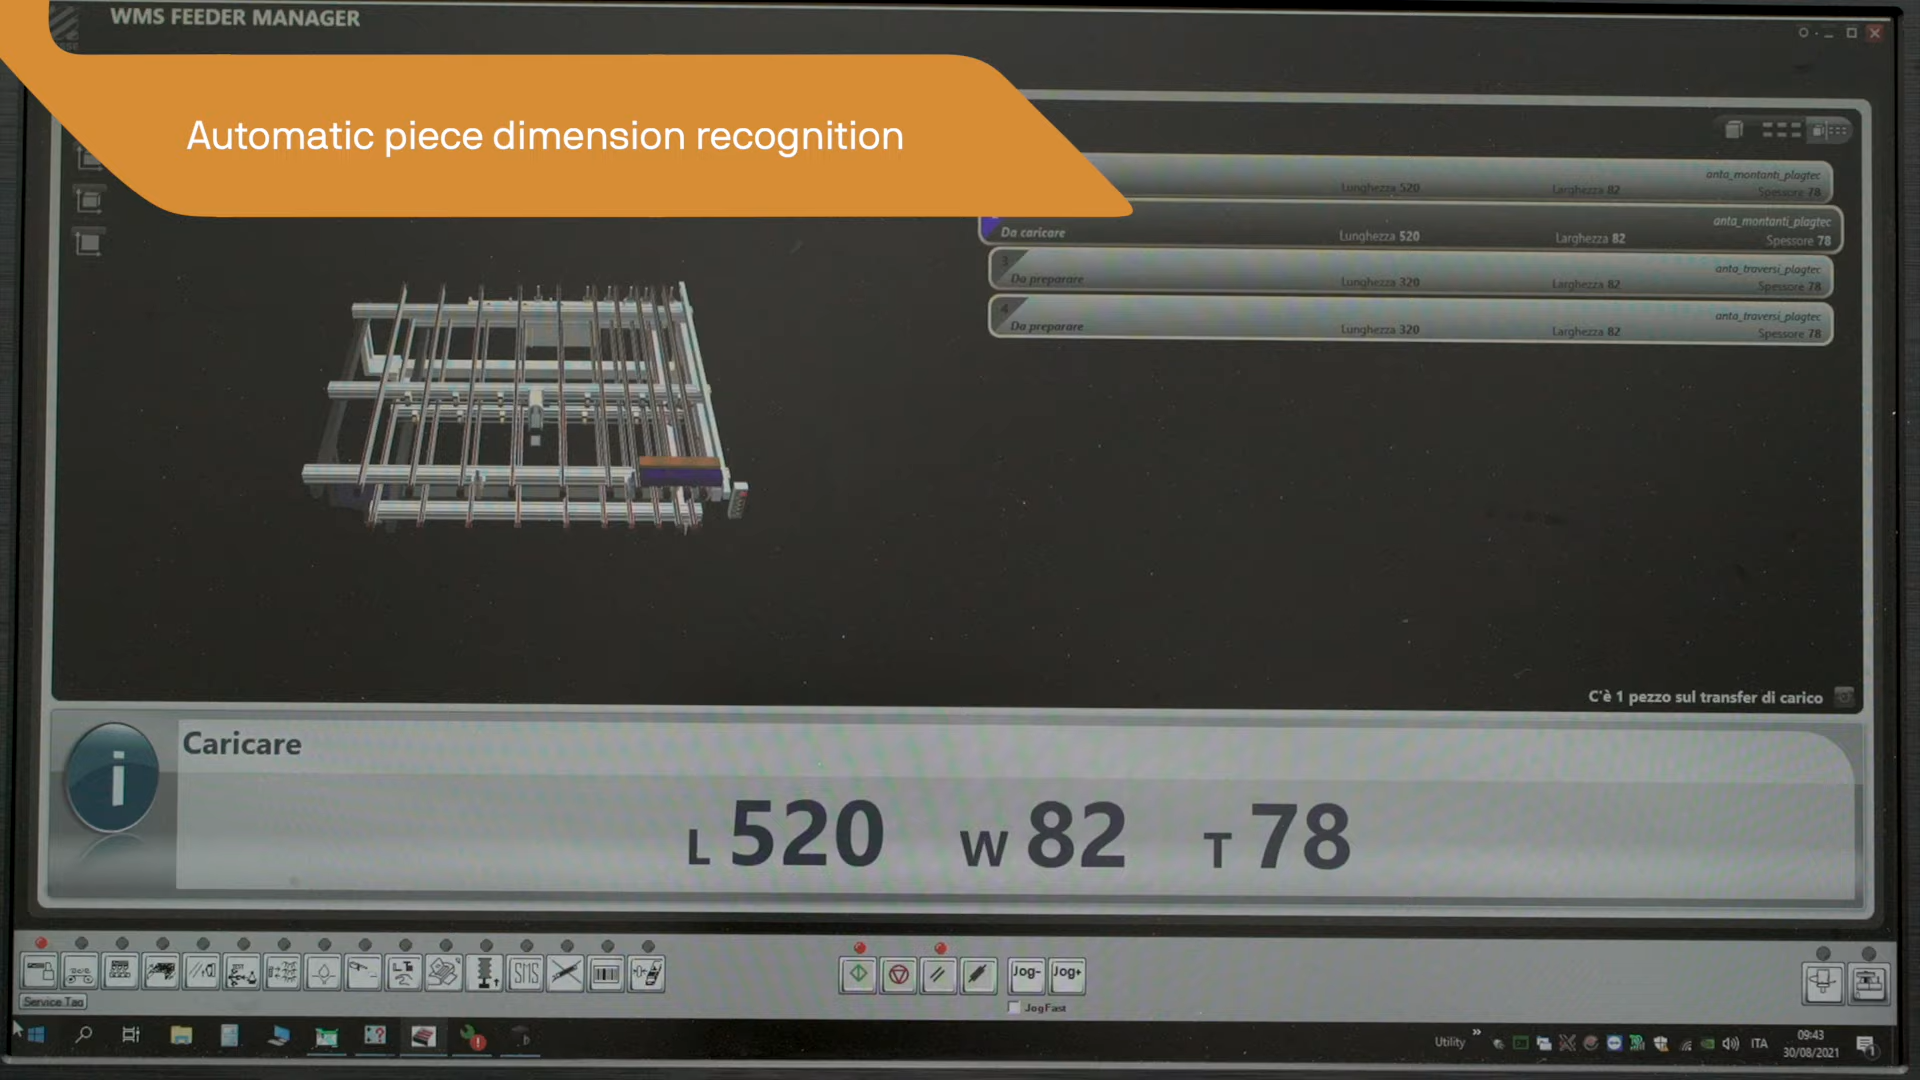 WMS FEEDER MANAGER
Automatic piece dimension recognition
Lunghezza 520 Larghezza 82 anta_montanti_plagtec Spessore 78
Da caricare Lunghezza 520 Larghezza 82 anta_montanti_plagtec Spessore 78
3 Da preparare Lunghezza 320 Larghezza 82 anta_traversi_plagtec Spessore 78
4 Da preparare Lunghezza 320 Larghezza 82 anta_traversi_plagtec Spessore 78
C'è 1 pezzo sul transfer di carico
i
Caricare
L 520 W 82 T 78
SMS
Jog- Jog+
JogFast
Service Tag
Utility
ITA
09:43
30/08/2021